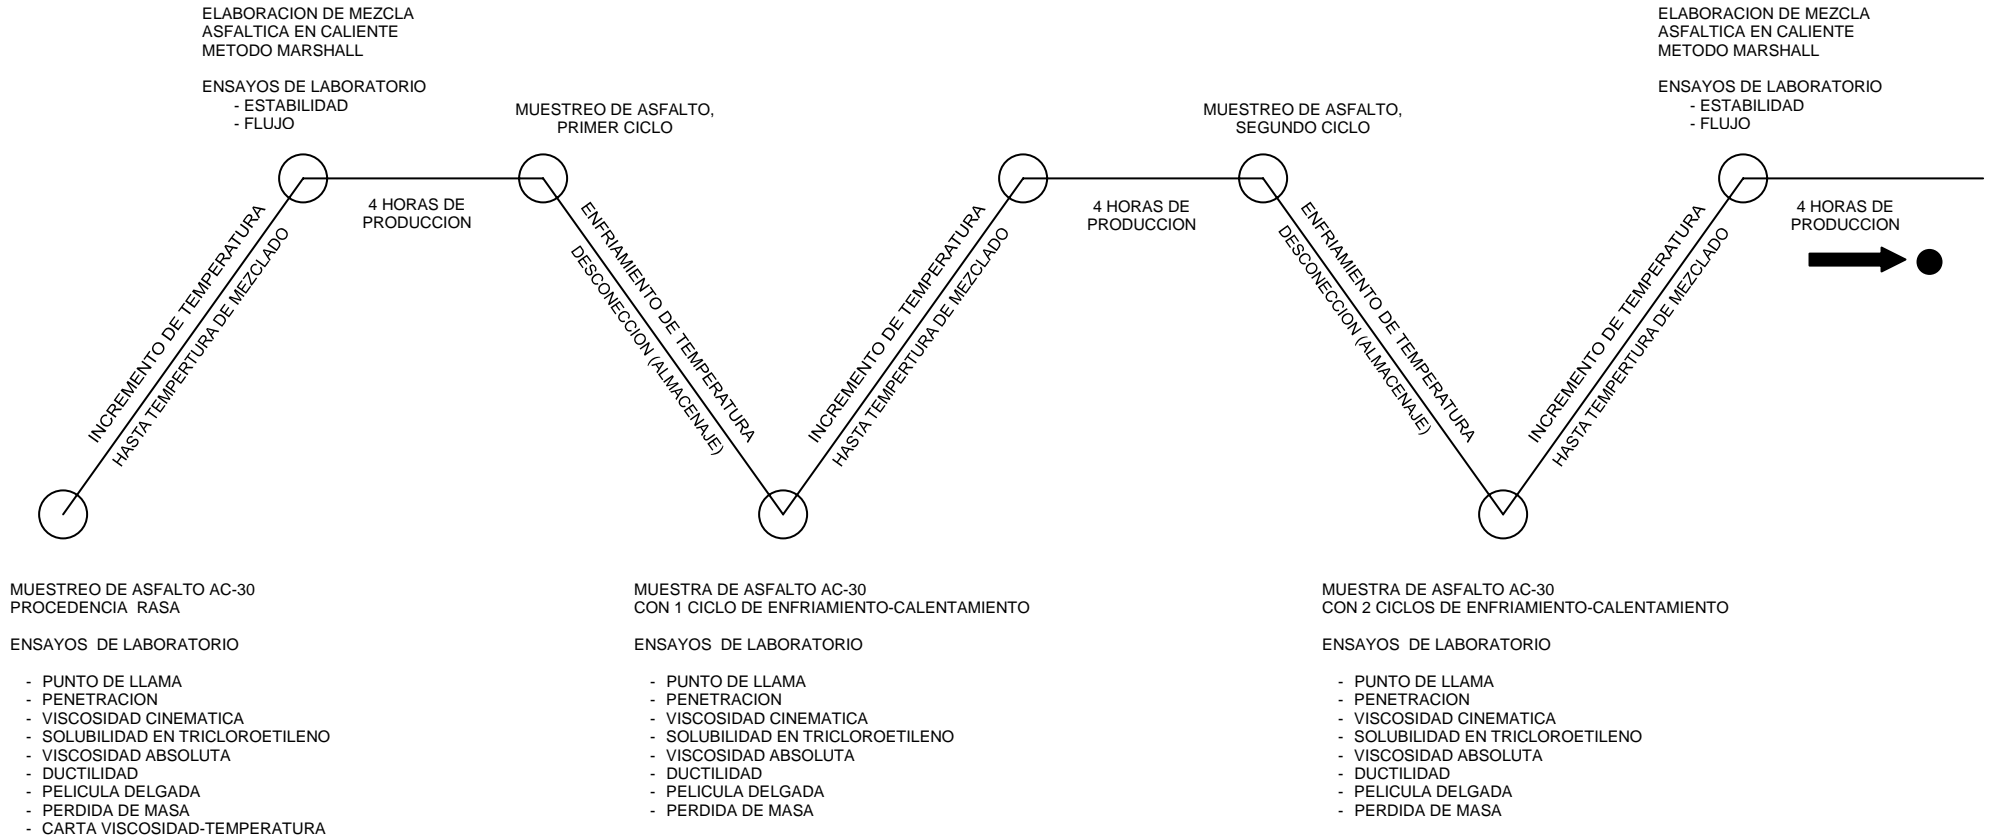 ELABORACION DE MEZCLA
ASFALTICA EN CALIENTE
METODO MARSHALL
ENSAYOS DE LABORATORIO
- ESTABILIDAD
- FLUJO
MUESTREO DE ASFALTO,
PRIMER CICLO
MUESTREO DE ASFALTO,
SEGUNDO CICLO
ELABORACION DE MEZCLA
ASFALTICA EN CALIENTE
METODO MARSHALL
ENSAYOS DE LABORATORIO
- ESTABILIDAD
- FLUJO
INCREMENTO DE TEMPERATURA
HASTA TEMPERTURA DE MEZCLADO
4 HORAS DE
PRODUCCION
ENFRIAMIENTO DE TEMPERATURA
DESCONECCION (ALMACENAJE)
INCREMENTO DE TEMPERATURA
HASTA TEMPERTURA DE MEZCLADO
4 HORAS DE
PRODUCCION
ENFRIAMIENTO DE TEMPERATURA
DESCONECCION (ALMACENAJE)
INCREMENTO DE TEMPERATURA
HASTA TEMPERTURA DE MEZCLADO
4 HORAS DE
PRODUCCION
MUESTREO DE ASFALTO AC-30
PROCEDENCIA RASA
ENSAYOS DE LABORATORIO
- PUNTO DE LLAMA
- PENETRACION
- VISCOSIDAD CINEMATICA
- SOLUBILIDAD EN TRICLOROETILENO
- VISCOSIDAD ABSOLUTA
- DUCTILIDAD
- PELICULA DELGADA
- PERDIDA DE MASA
- CARTA VISCOSIDAD-TEMPERATURA
MUESTRA DE ASFALTO AC-30
CON 1 CICLO DE ENFRIAMIENTO-CALENTAMIENTO
ENSAYOS DE LABORATORIO
- PUNTO DE LLAMA
- PENETRACION
- VISCOSIDAD CINEMATICA
- SOLUBILIDAD EN TRICLOROETILENO
- VISCOSIDAD ABSOLUTA
- DUCTILIDAD
- PELICULA DELGADA
- PERDIDA DE MASA
MUESTRA DE ASFALTO AC-30
CON 2 CICLOS DE ENFRIAMIENTO-CALENTAMIENTO
ENSAYOS DE LABORATORIO
- PUNTO DE LLAMA
- PENETRACION
- VISCOSIDAD CINEMATICA
- SOLUBILIDAD EN TRICLOROETILENO
- VISCOSIDAD ABSOLUTA
- DUCTILIDAD
- PELICULA DELGADA
- PERDIDA DE MASA